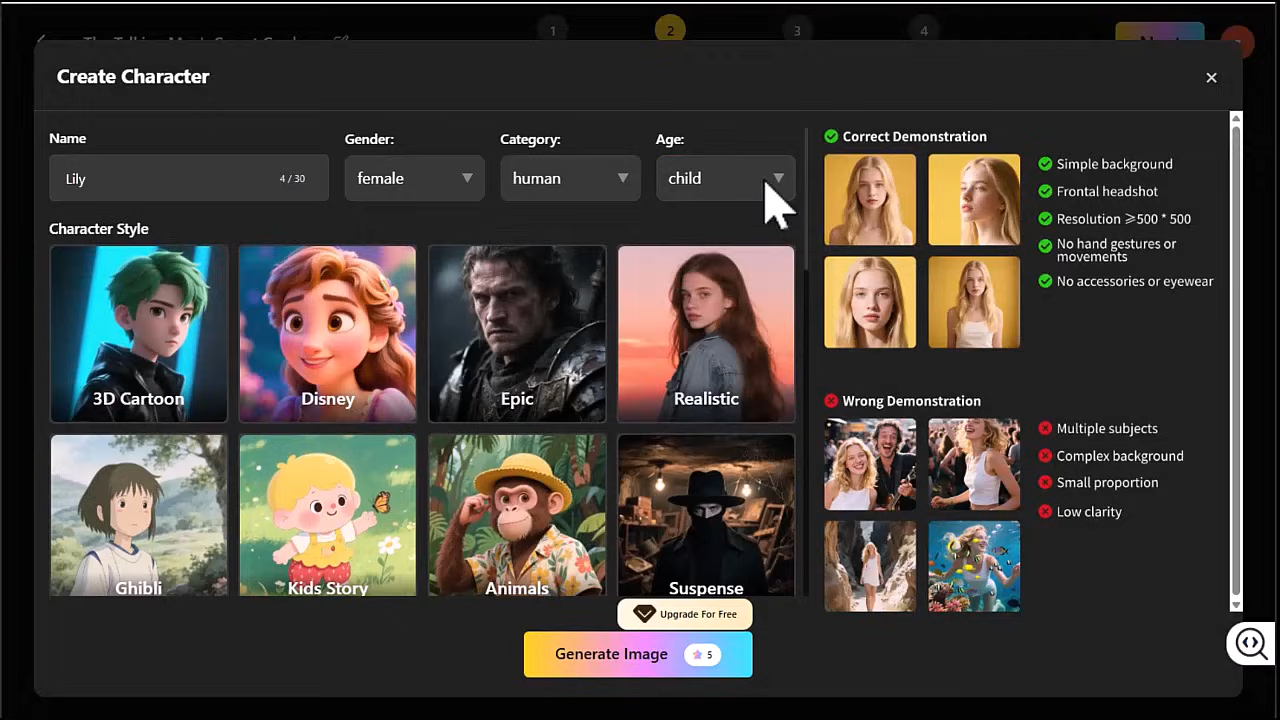 1
2
3
4
Create Character
×
Name
Gender:
Category:
Age:
Lily
4 / 30
female
human
child
Character Style
3D Cartoon
Disney
Epic
Realistic
Ghibli
Kids Story
Animals
Suspense
Upgrade For Free
Generate Image
5
Correct Demonstration
Simple background
Frontal headshot
Resolution ≥500 * 500
No hand gestures or
movements
No accessories or eyewear
Wrong Demonstration
Multiple subjects
Complex background
Small proportion
Low clarity